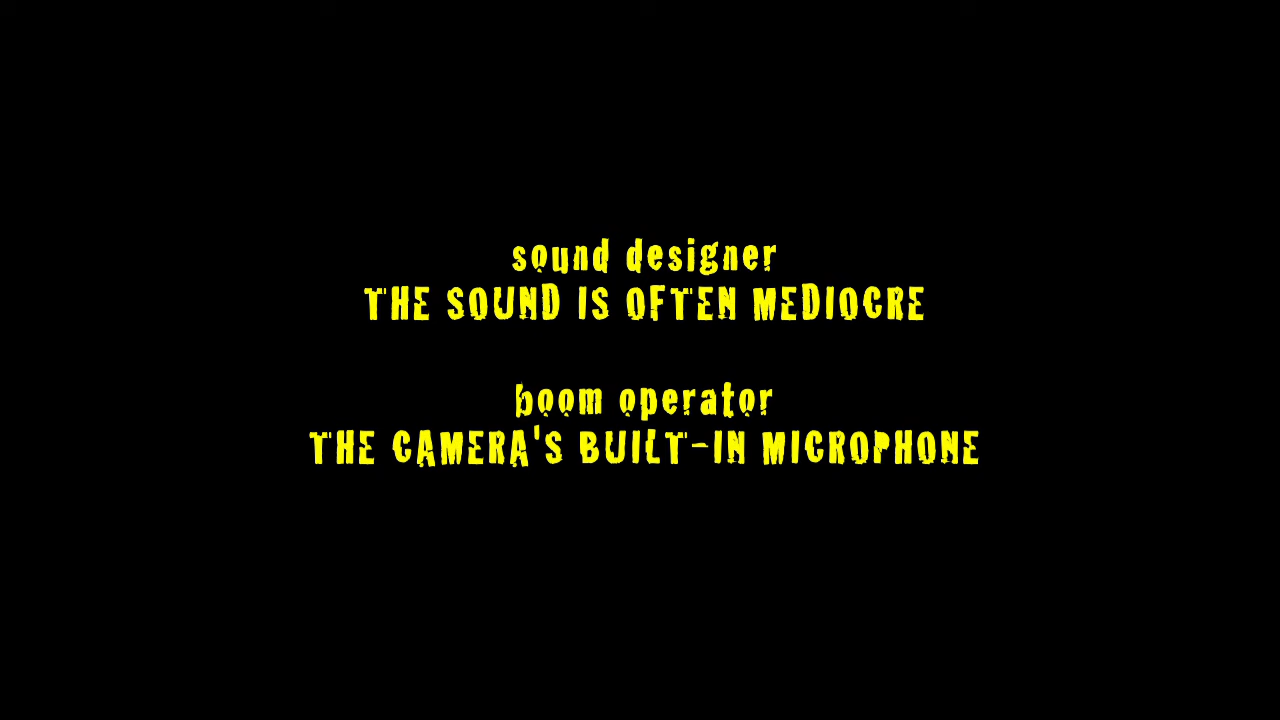 sound designer
THE SOUND IS OFTEN MEDIOCRE
boom operator
THE CAMERA'S BUILT-IN MICROPHONE